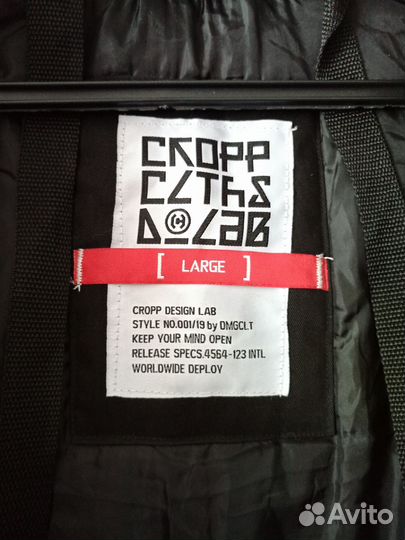 CROPP
CLTHS
D©LAB
[ LARGE ]
CROPP DESIGN LAB
STYLE NO.001/19 by DMGCLT
KEEP YOUR MIND OPEN
RELEASE SPECS.4564-123 INTL
WORLDWIDE DEPLOY
Avito